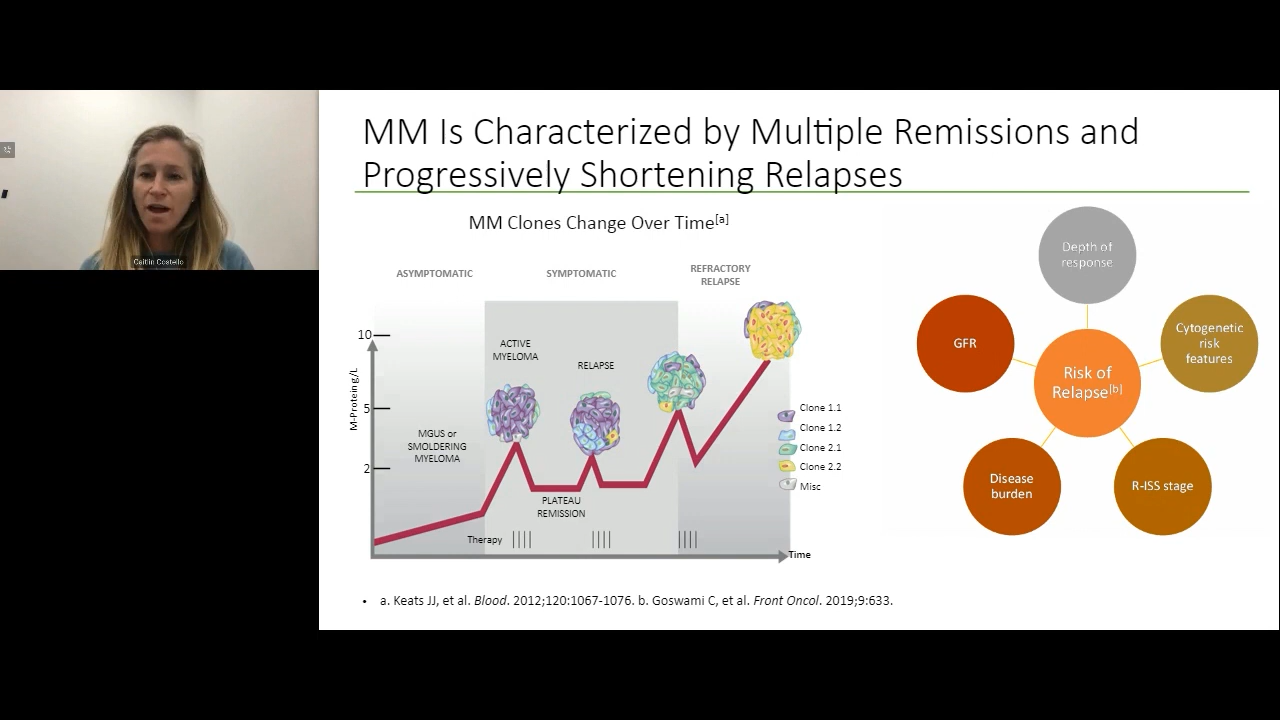 Caitlin Costello
MM Is Characterized by Multiple Remissions and
Progressively Shortening Relapses
MM Clones Change Over Time[a]
ASYMPTOMATIC
SYMPTOMATIC
REFRACTORY
RELAPSE
10
5
2
M-Protein g/L
MGUS or
SMOLDERING
MYELOMA
ACTIVE
MYELOMA
RELAPSE
PLATEAU
REMISSION
Therapy
Time
Clone 1.1
Clone 1.2
Clone 2.1
Clone 2.2
Misc
Depth of
response
Cytogenetic
risk
features
R-ISS stage
Disease
burden
GFR
Risk of
Relapse[b]
• a. Keats JJ, et al. Blood. 2012;120:1067-1076. b. Goswami C, et al. Front Oncol. 2019;9:633.